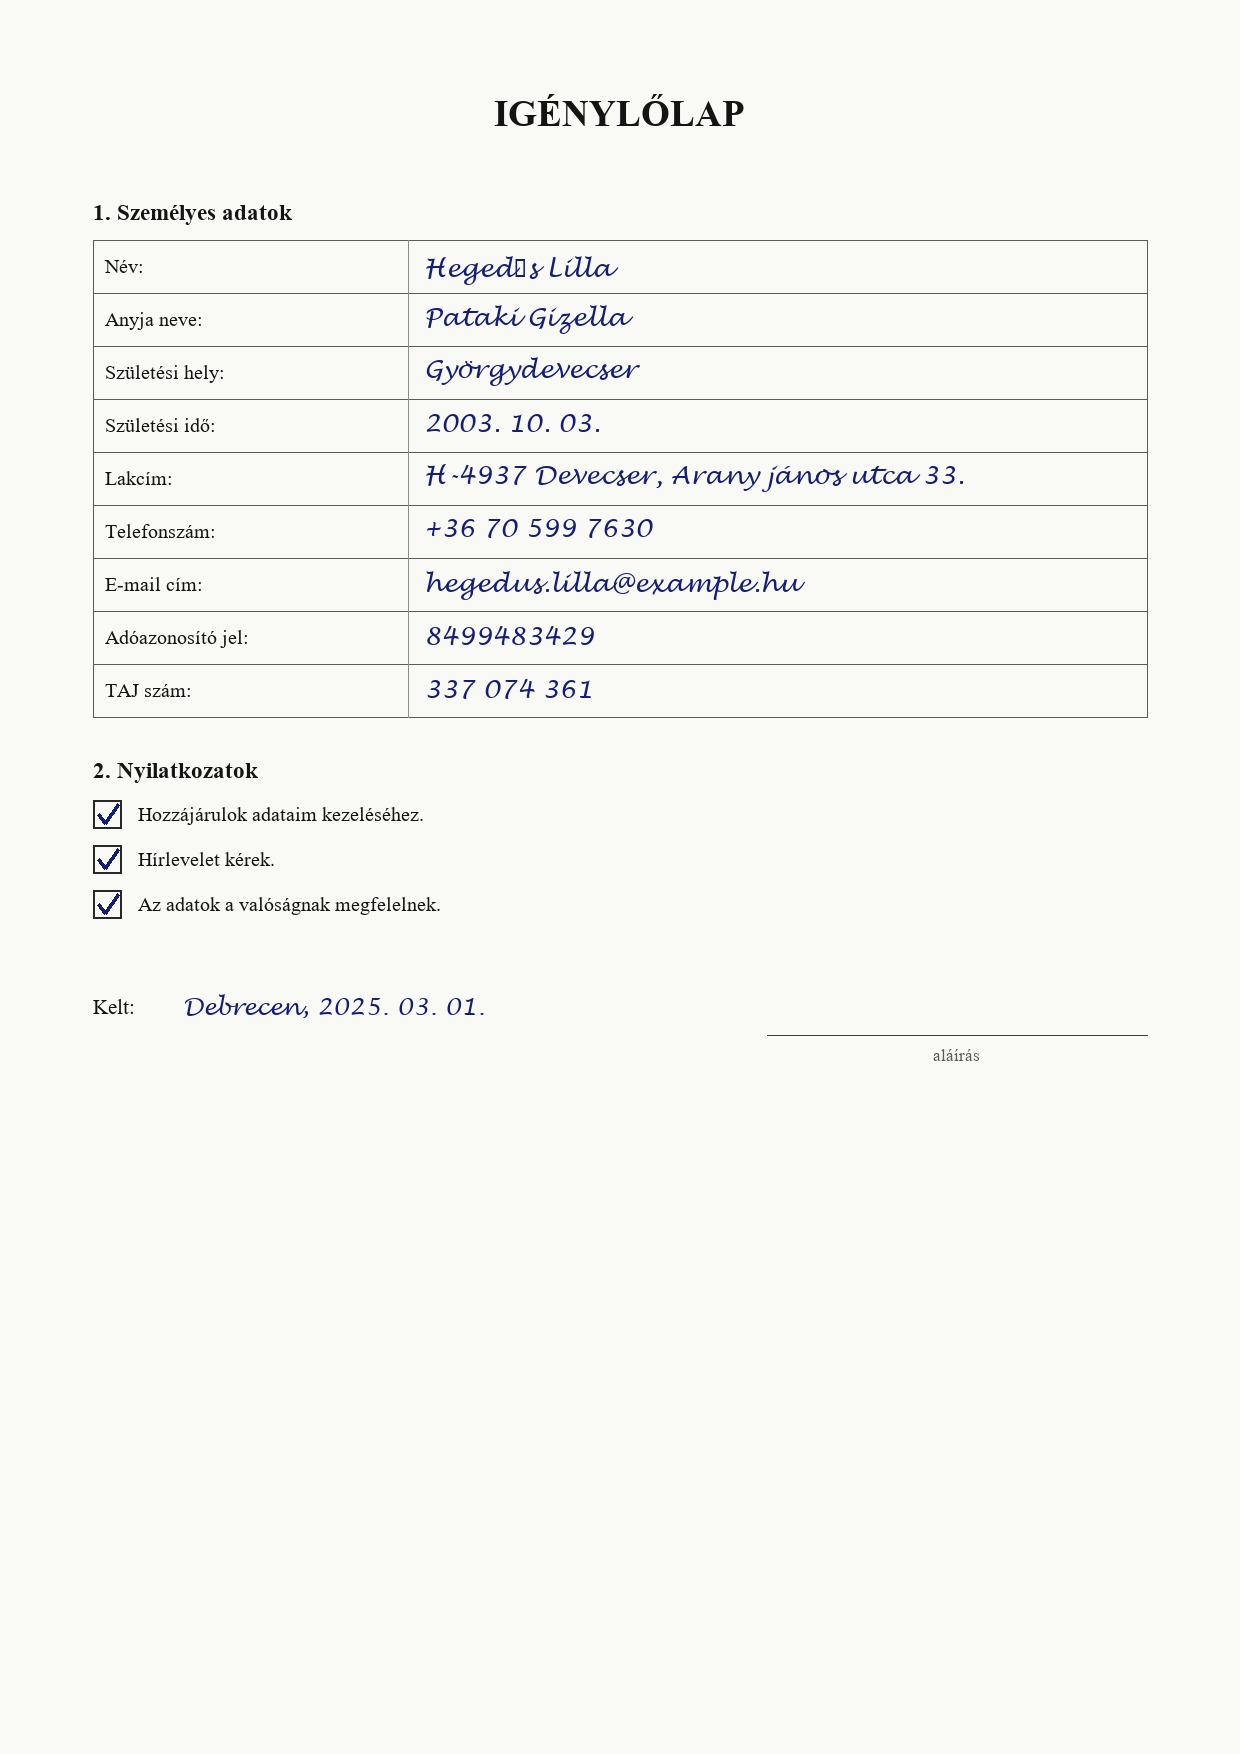 IGÉNYLŐLAP
1. Személyes adatok
Név: Heged▯s Lilla
Anyja neve: Pataki Gizella
Születési hely: Györgydevecser
Születési idő: 2003. 10. 03.
Lakcím: H-4937 Devecser, Arany jános utca 33.
Telefonszám: +36 70 599 7630
E-mail cím: hegedus.lilla@example.hu
Adóazonosító jel: 8499483429
TAJ szám: 337 074 361
2. Nyilatkozatok
Hozzájárulok adataim kezeléséhez.
Hírlevelet kérek.
Az adatok a valóságnak megfelelnek.
Kelt: Debrecen, 2025. 03. 01.
aláírás